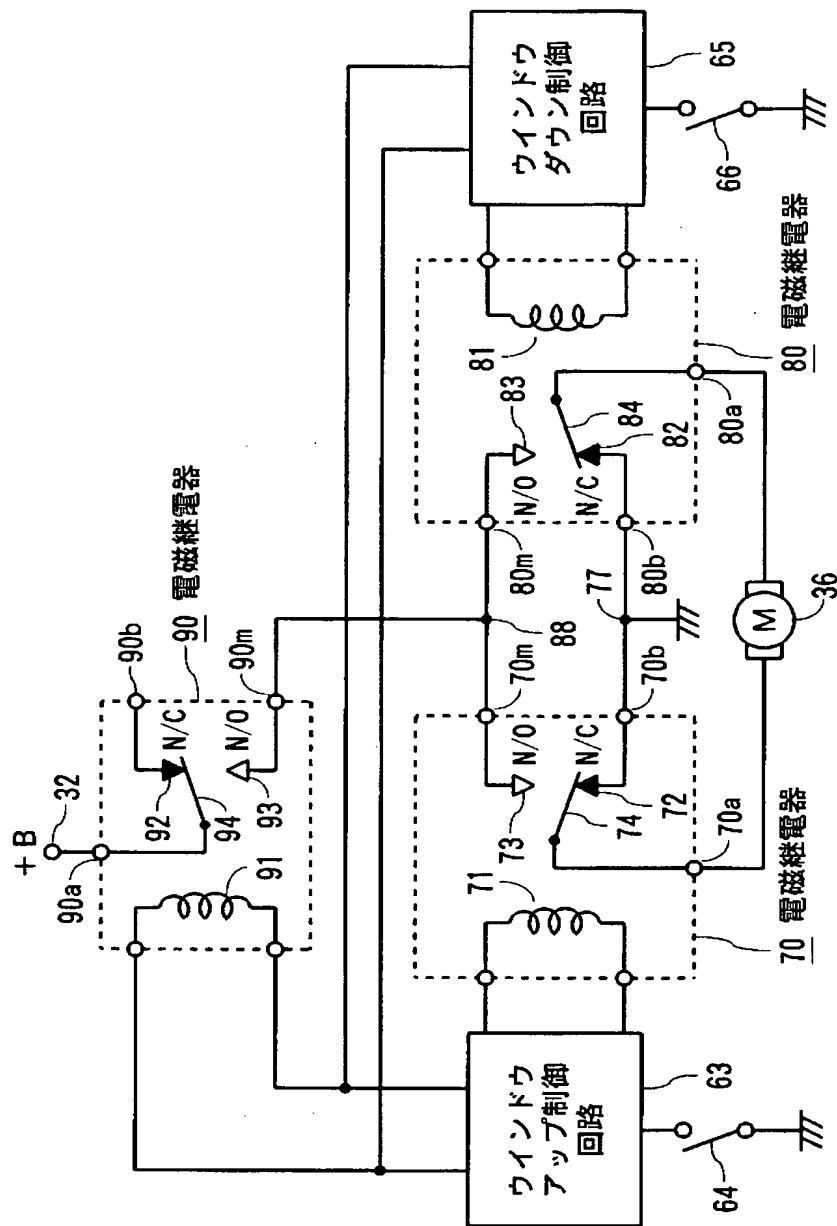 +B
32
90a
90b
90 電磁継電器
92
N/C
94
91
N/O
93
90m
88
70m
80m
73
N/O
N/O
83
81
71
N/C
N/C
74
72
84
82
70b
77
80b
70a
80a
70 電磁継電器
80 電磁継電器
M
36
ウインドウ
アップ制御
回路
63
64
ウインドウ
ダウン制御
回路
65
66